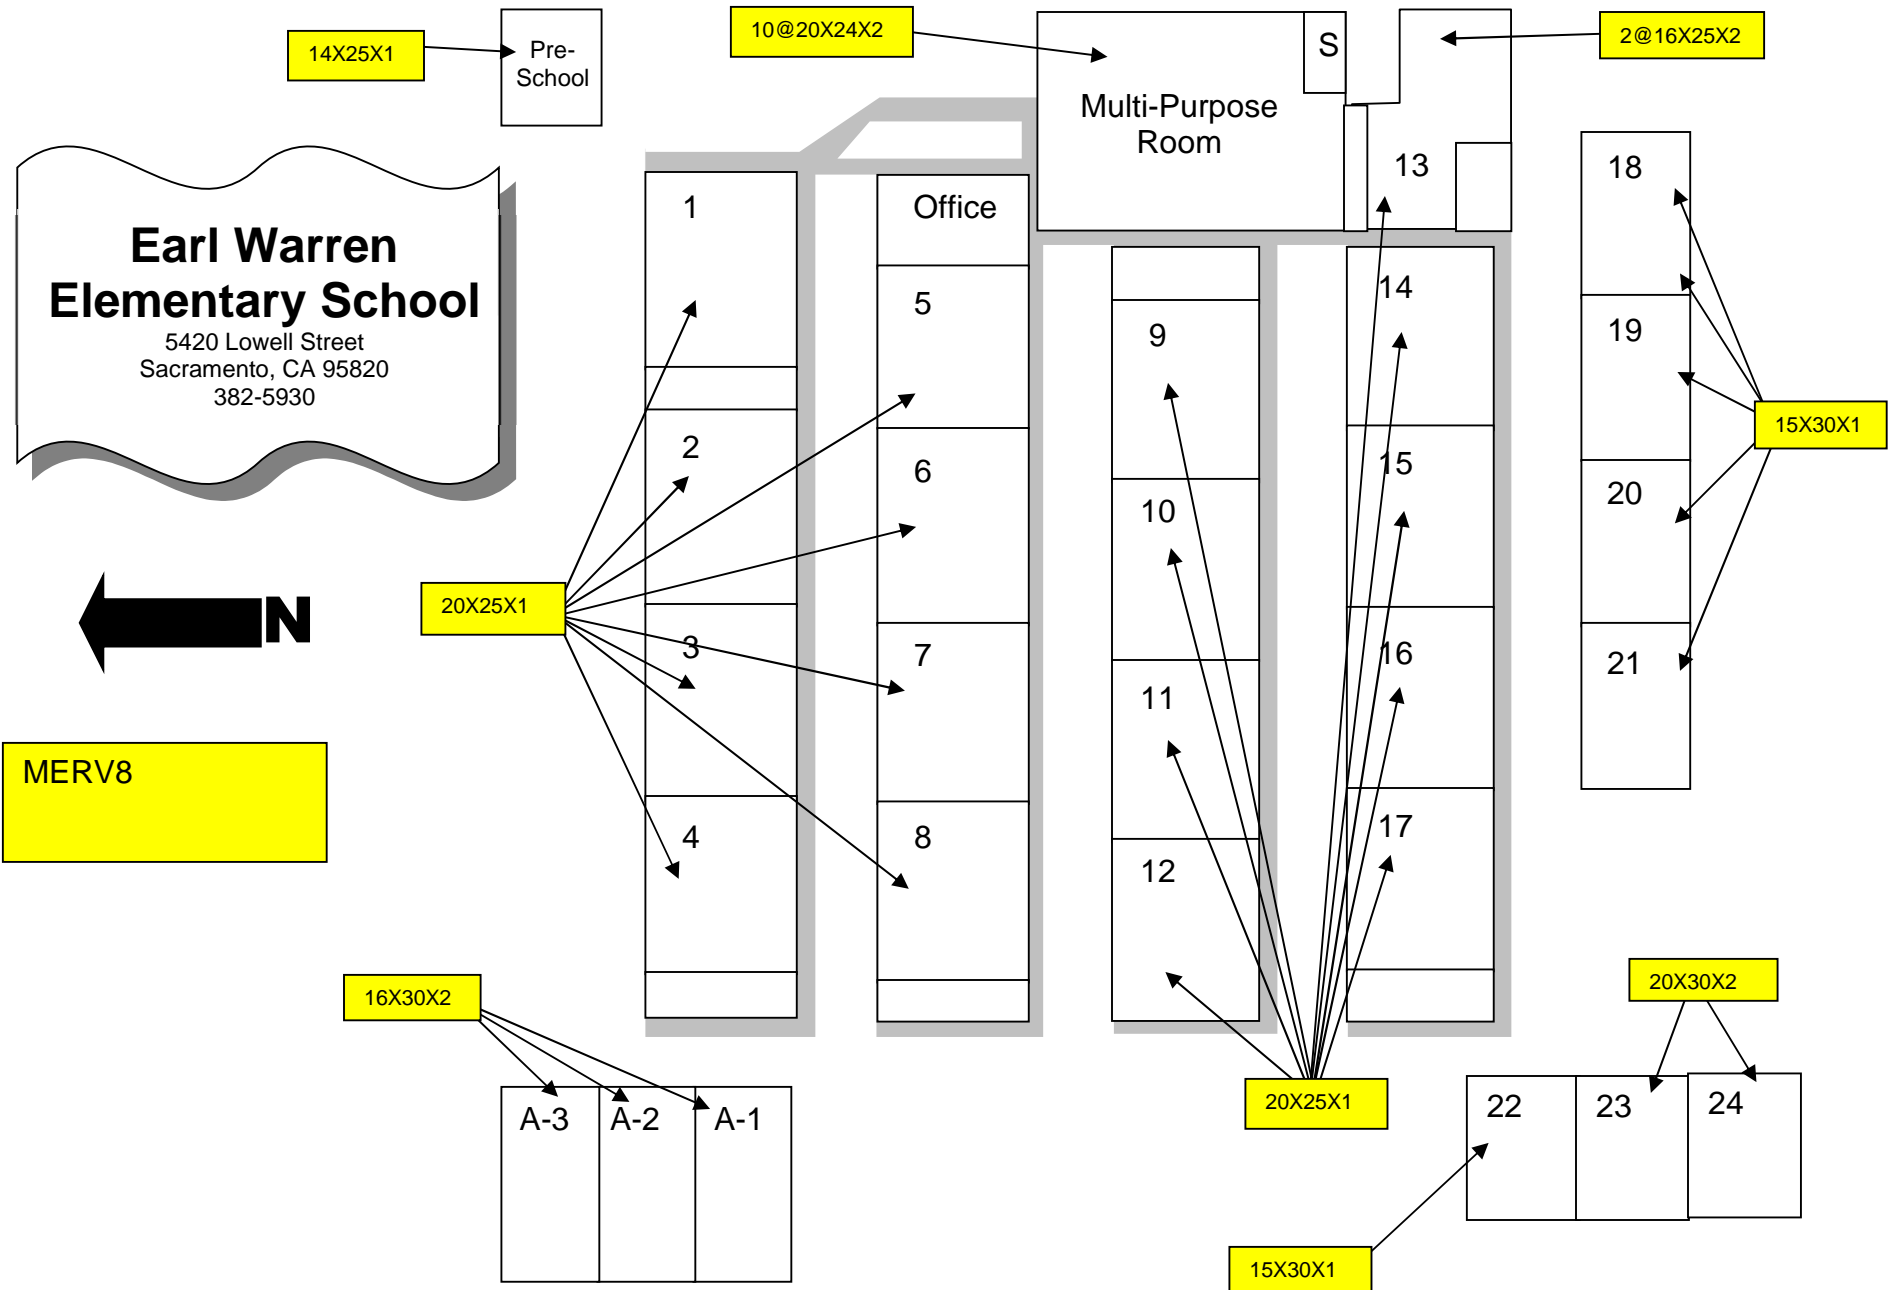 14X25X1
Pre-
School
10@20X24X2
S
2@16X25X2
Multi-Purpose
Room
13
18
1
Office
Earl Warren
Elementary School
5420 Lowell Street
Sacramento, CA 95820
382-5930
5
14
9
19
15X30X1
2
6
15
10
20
20X25X1
N
3
7
16
21
11
MERV8
4
8
17
12
16X30X2
20X30X2
20X25X1
A-3
A-2
A-1
22
23
24
15X30X1